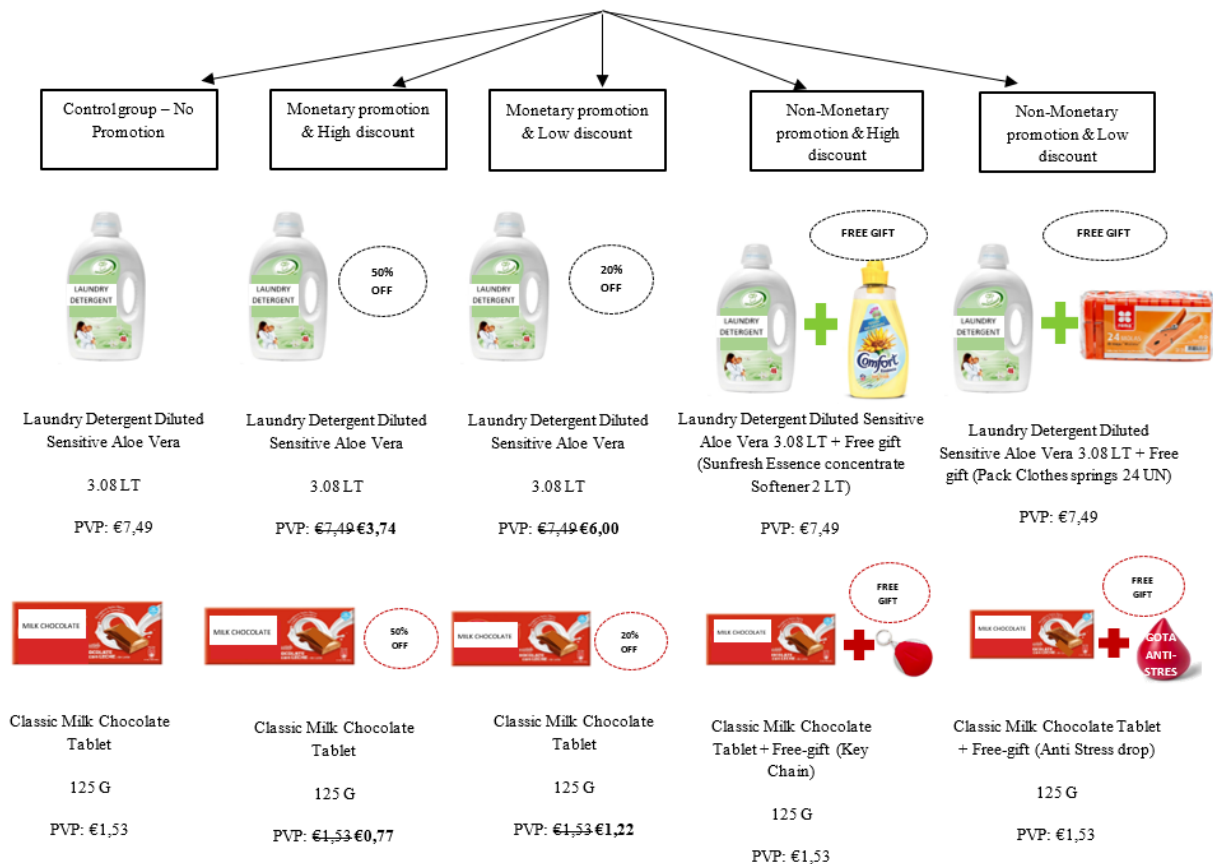 Control group – No
Promotion
Monetary promotion
& High discount
Monetary promotion
& Low discount
Non-Monetary
promotion & High
discount
Non-Monetary
promotion & Low
discount
LAUNDRY
DETERGENT
LAUNDRY
DETERGENT
50%
OFF
LAUNDRY
DETERGENT
20%
OFF
LAUNDRY
DETERGENT
FREE GIFT
Comfort
LAUNDRY
DETERGENT
FREE GIFT
24 MOLAS
Laundry Detergent Diluted
Sensitive Aloe Vera
3.08 LT
PVP: €7,49
Laundry Detergent Diluted
Sensitive Aloe Vera
3.08 LT
PVP: €7,49 €3,74
Laundry Detergent Diluted
Sensitive Aloe Vera
3.08 LT
PVP: €7,49 €6,00
Laundry Detergent Diluted Sensitive
Aloe Vera 3.08 LT + Free gift
(Sunfresh Essence concentrate
Softener 2 LT)
PVP: €7,49
Laundry Detergent Diluted
Sensitive Aloe Vera 3.08 LT + Free
gift (Pack Clothes springs 24 UN)
PVP: €7,49
MILK CHOCOLATE
MILK CHOCOLATE
50%
OFF
MILK CHOCOLATE
20%
OFF
MILK CHOCOLATE
FREE
GIFT
MILK CHOCOLATE
FREE
GIFT
GOTA
ANTI-
STRES
Classic Milk Chocolate
Tablet
125 G
PVP: €1,53
Classic Milk Chocolate
Tablet
125 G
PVP: €1,53 €0,77
Classic Milk Chocolate
Tablet
125 G
PVP: €1,53 €1,22
Classic Milk Chocolate
Tablet + Free-gift (Key
Chain)
125 G
PVP: €1,53
Classic Milk Chocolate Tablet
+ Free-gift (Anti Stress drop)
125 G
PVP: €1,53